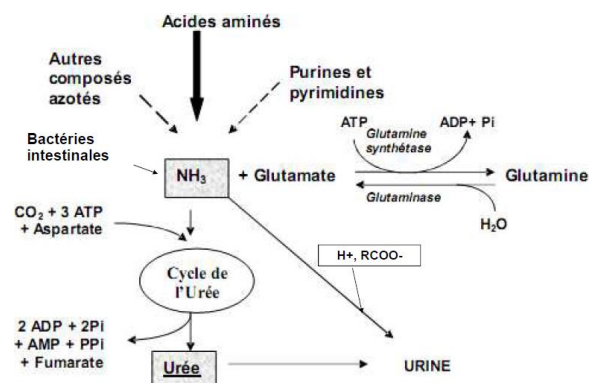 Acides aminés
Autres
composés
azotés
Purines et
pyrimidines
Bactéries
intestinales
ATP
ADP+ Pi
Glutamine
synthétase
NH3
+ Glutamate
Glutamine
Glutaminase
H2O
CO2 + 3 ATP
+ Aspartate
H+, RCOO-
Cycle de
l'Urée
2 ADP + 2Pi
+ AMP + PPi
+ Fumarate
Urée
URINE